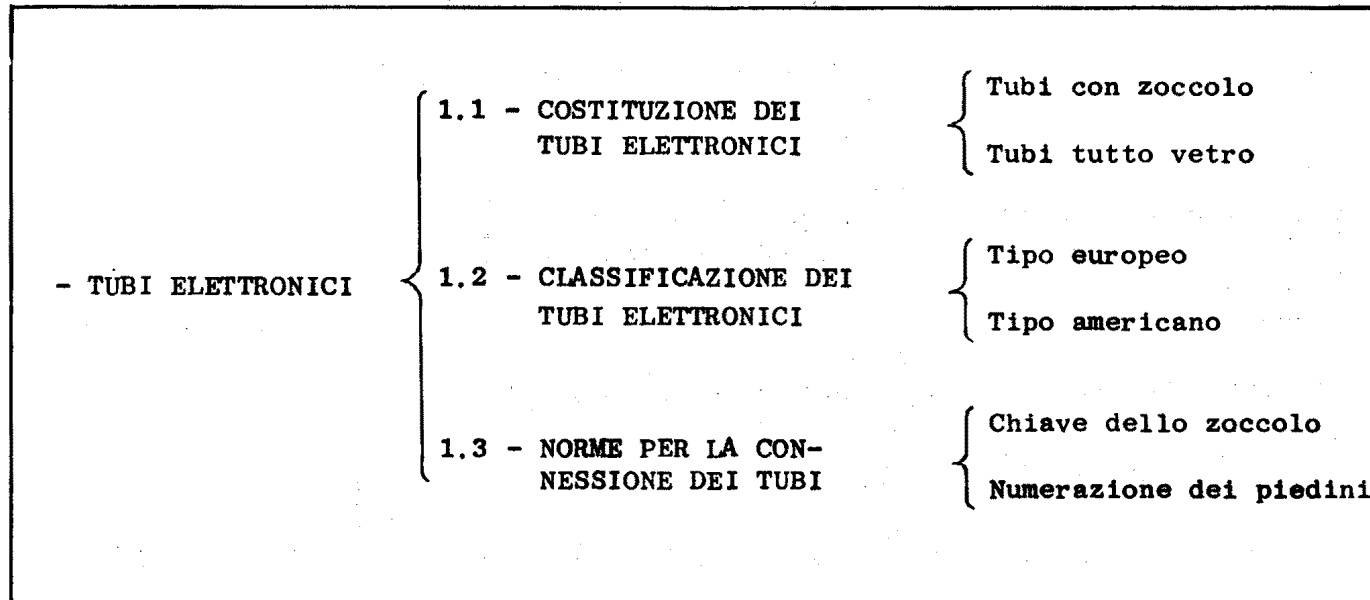 - TUBI ELETTRONICI
1.1 - COSTITUZIONE DEI
TUBI ELETTRONICI
Tubi con zoccolo
Tubi tutto vetro
1.2 - CLASSIFICAZIONE DEI
TUBI ELETTRONICI
Tipo europeo
Tipo americano
1.3 - NORME PER LA CON-
NESSIONE DEI TUBI
Chiave dello zoccolo
Numerazione dei piedini